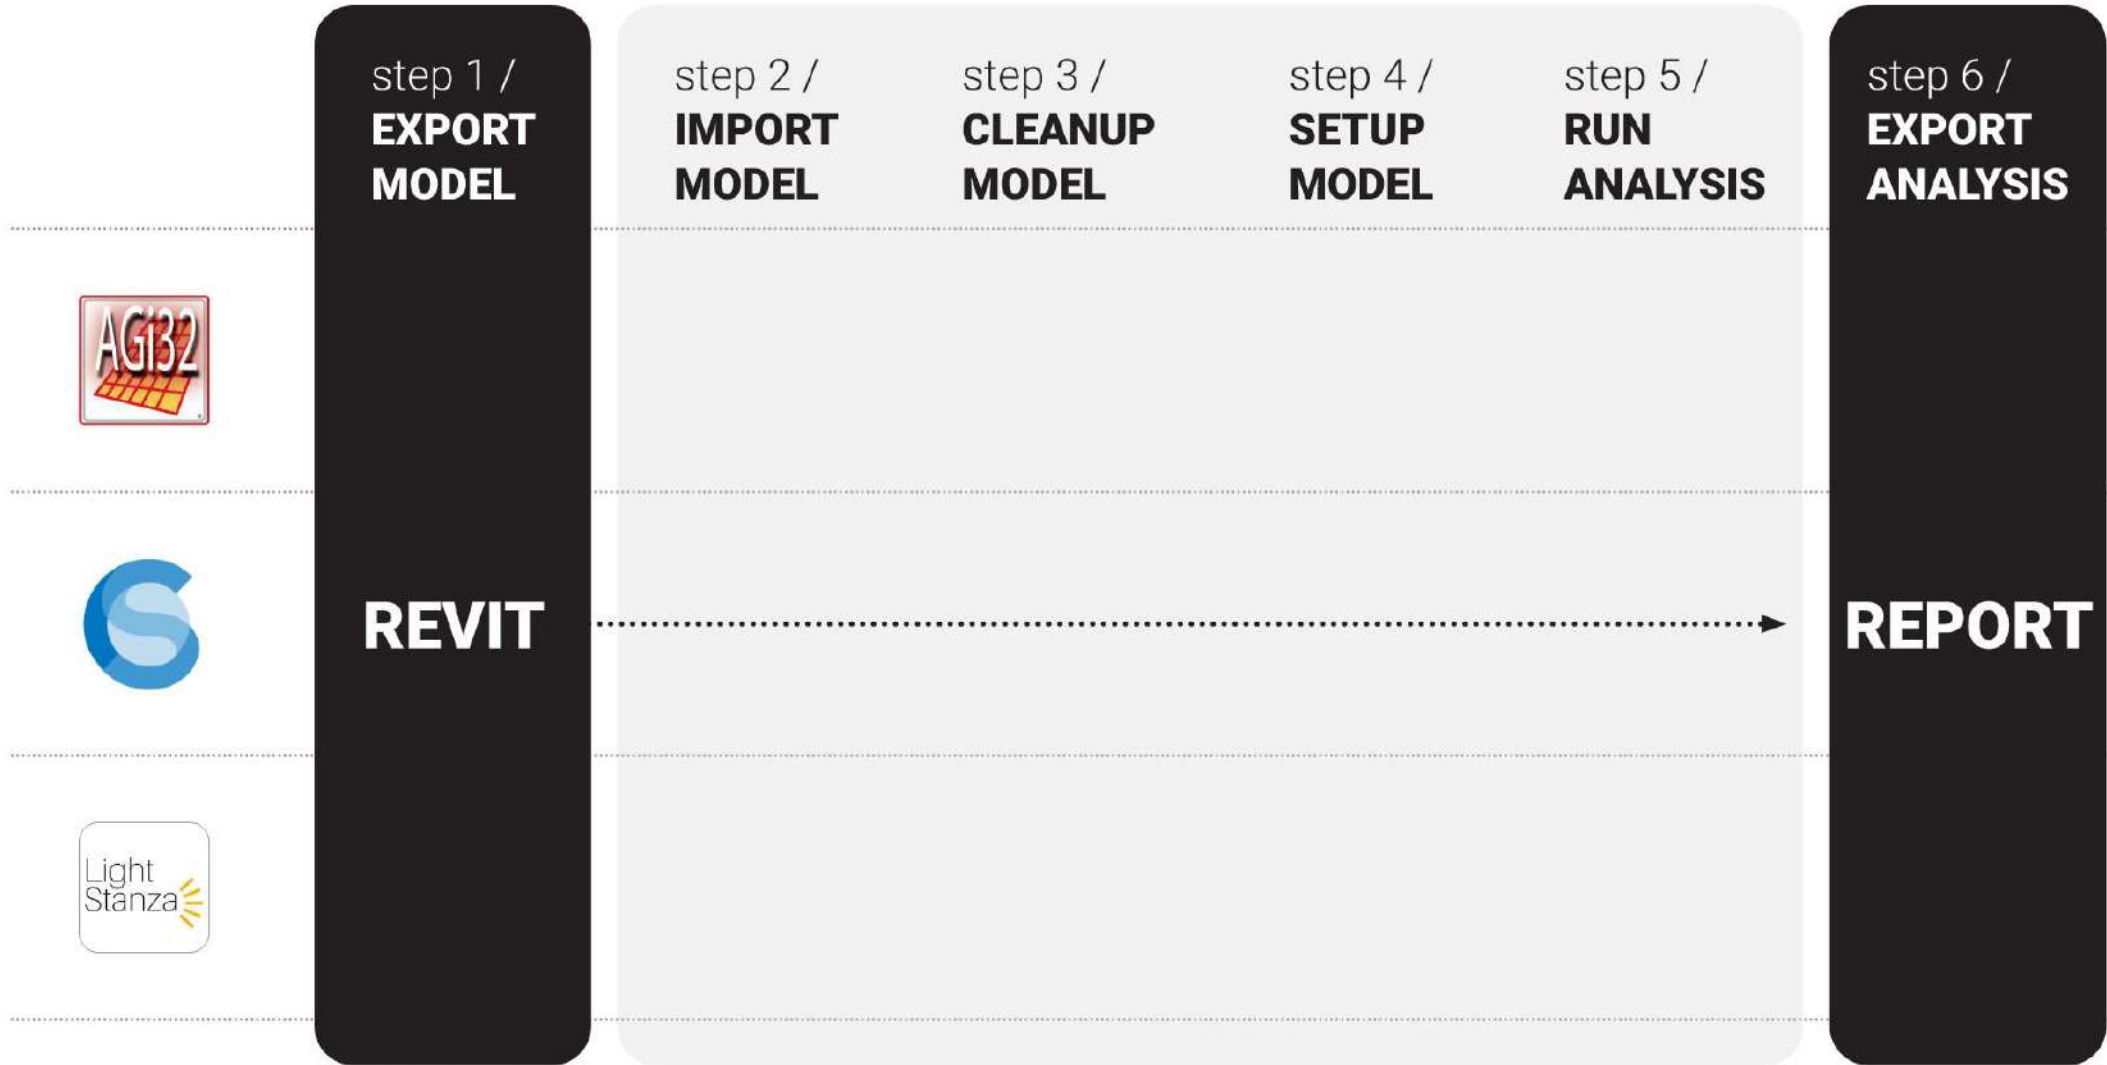 step 1 /
EXPORT
MODEL
step 2 /
IMPORT
MODEL
step 3 /
CLEANUP
MODEL
step 4 /
SETUP
MODEL
step 5 /
RUN
ANALYSIS
step 6 /
EXPORT
ANALYSIS
AGi32
REVIT
REPORT
Light
Stanza